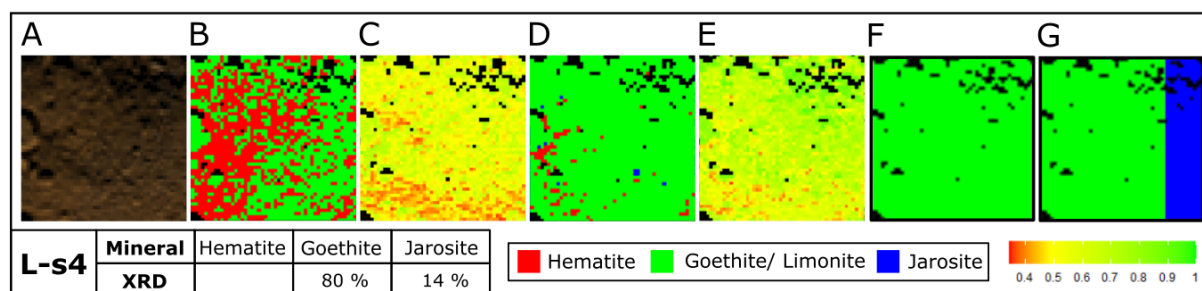 A B C D E F G
L-s4 Mineral Hematite Goethite Jarosite
XRD 80 % 14 %
Hematite Goethite/ Limonite Jarosite
0.4 0.5 0.6 0.7 0.8 0.9 1